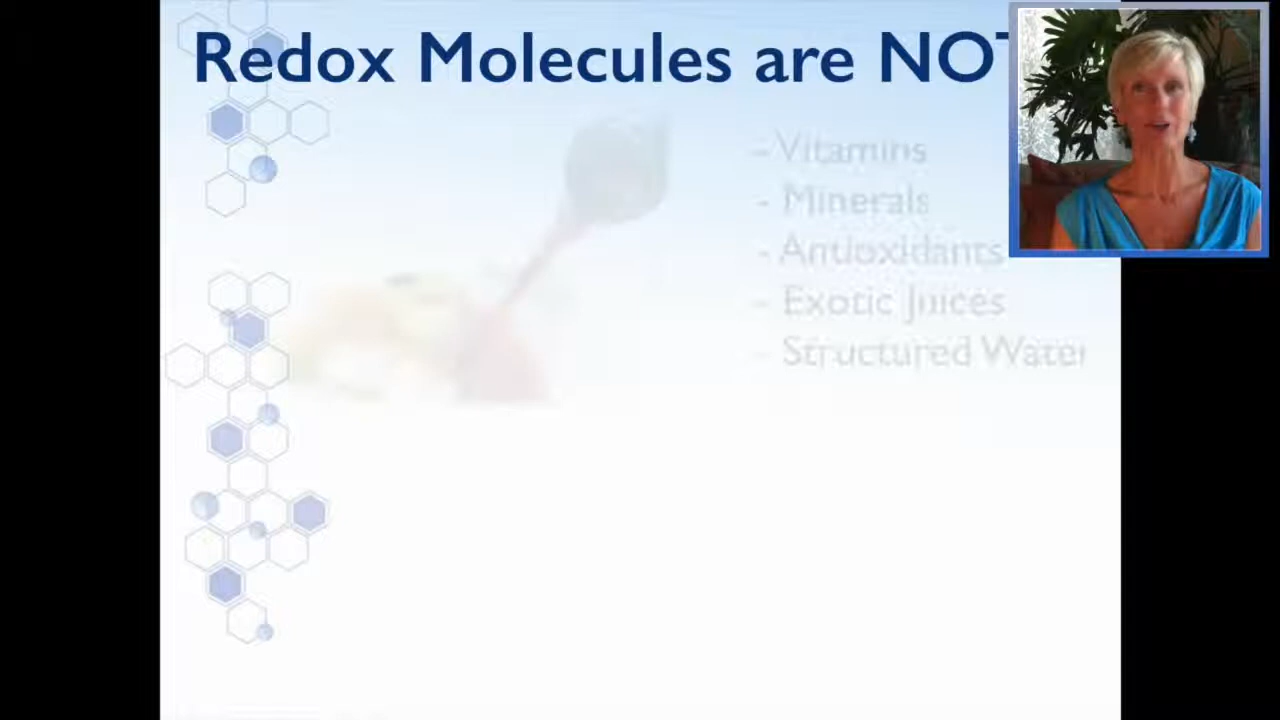 Redox Molecules are NOT
- Vitamins
- Minerals
- Antioxidants
- Exotic Juices
- Structured Water